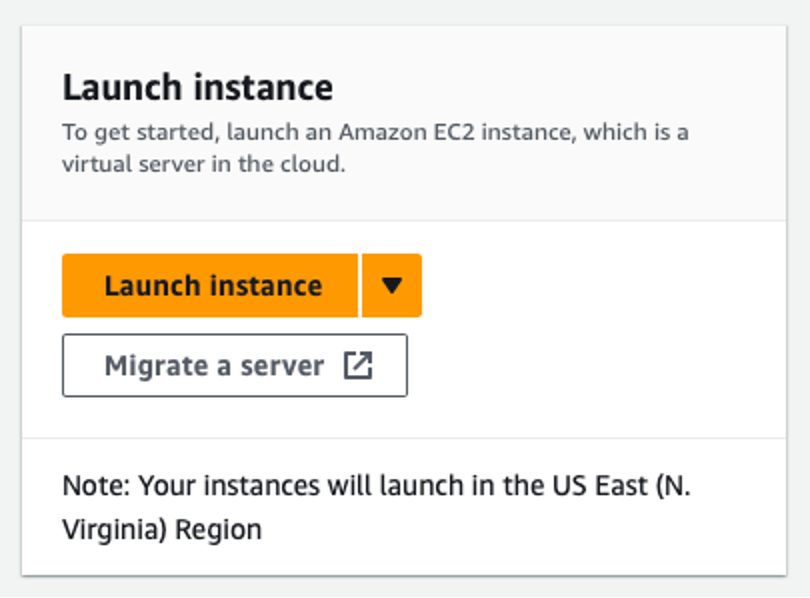 Launch instance
To get started, launch an Amazon EC2 instance, which is a
virtual server in the cloud.
Launch instance
Migrate a server
Note: Your instances will launch in the US East (N.
Virginia) Region